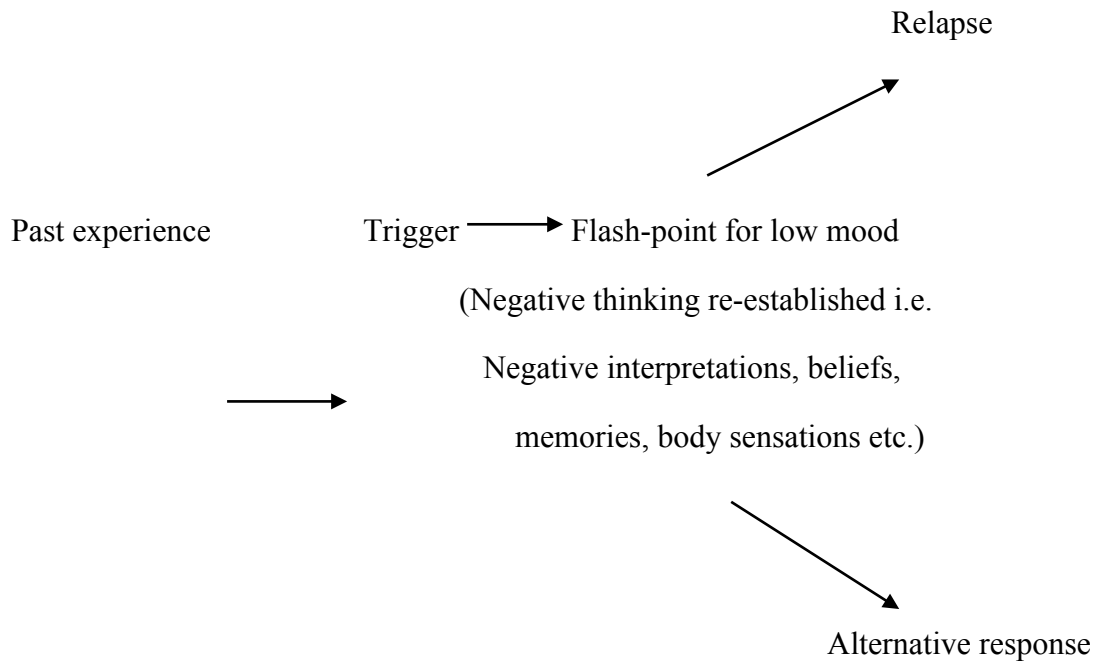 Relapse
Past experience
Trigger
Flash-point for low mood
(Negative thinking re-established i.e.
Negative interpretations, beliefs,
memories, body sensations etc.)
Alternative response